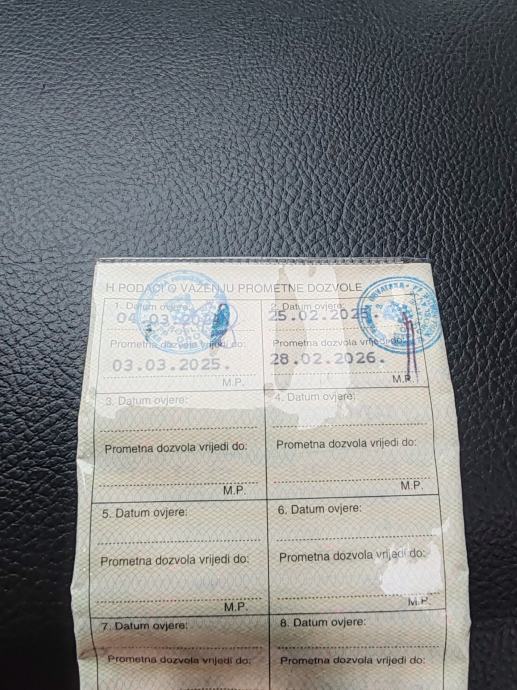 H PODACI O VAŽENJU PROMETNE DOZVOLE
1. Datum ovjere:
04.03
Prometna dozvola vrijedi do:
03.03.2025.
M.P.
2. Datum ovjere:
25.02.2025
Prometna dozvola vrijedi do:
28.02.2026.
M.P.
3. Datum ovjere:
Prometna dozvola vrijedi do:
M.P.
4. Datum ovjere:
Prometna dozvola vrijedi do:
M.P.
5. Datum ovjere:
Prometna dozvola vrijedi do:
M.P.
6. Datum ovjere:
Prometna dozvola vrijedi do:
M.P.
7. Datum ovjere:
Prometna dozvola vrijedi do:
8. Datum ovjere:
Prometna dozvola vrijedi do: